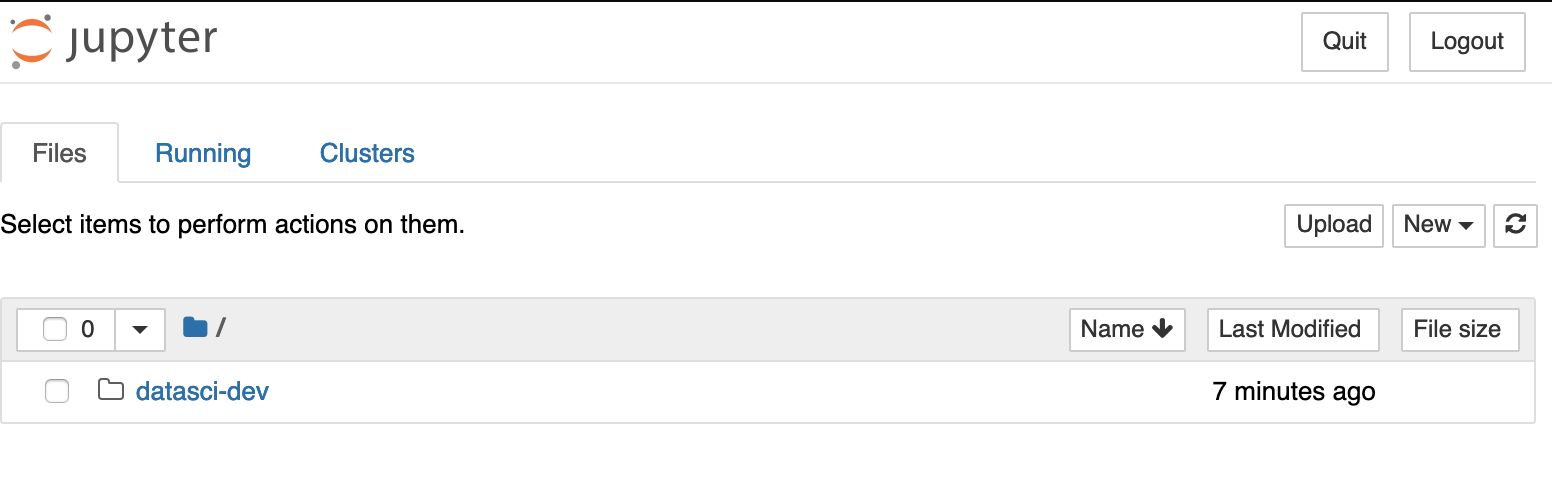 jupyter Quit Logout
Files Running Clusters
Select items to perform actions on them. Upload New
0 / Name Last Modified File size
datasci-dev 7 minutes ago